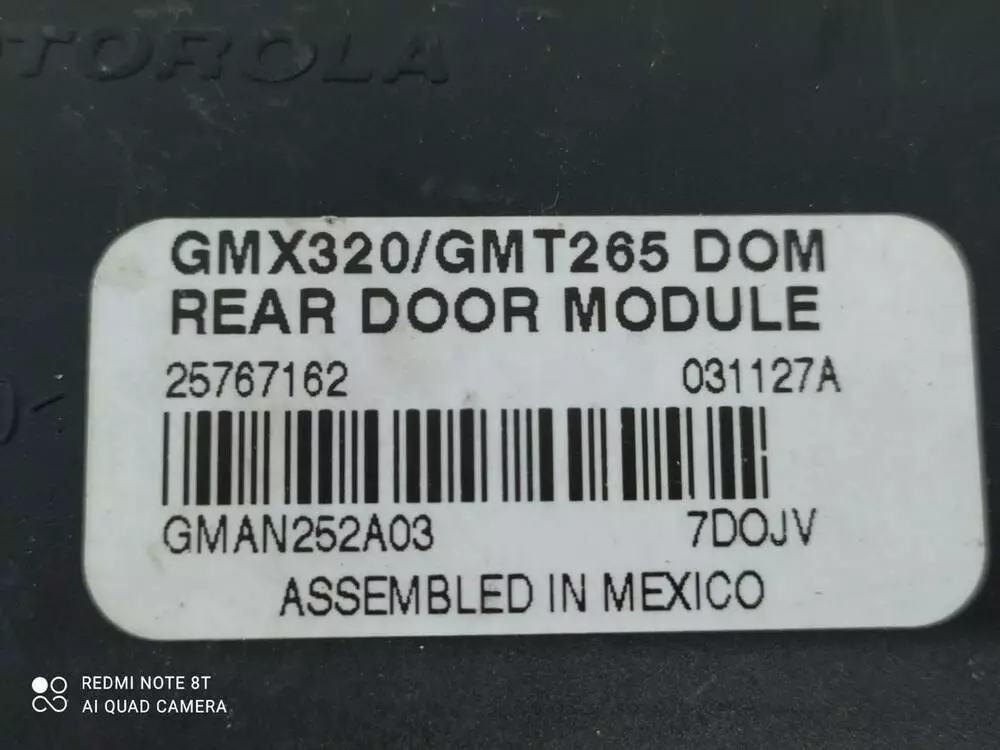 OTOROLA
GMX320/GMT265 DOM
REAR DOOR MODULE
25767162 031127A
GMAN252A03 7DOJV
ASSEMBLED IN MEXICO
REDMI NOTE 8T
AI QUAD CAMERA